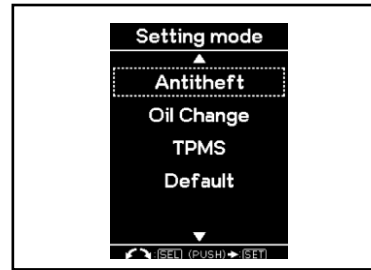 Setting mode
Antitheft
Oil Change
TPMS
Default
:SEL (PUSH)➔:SET